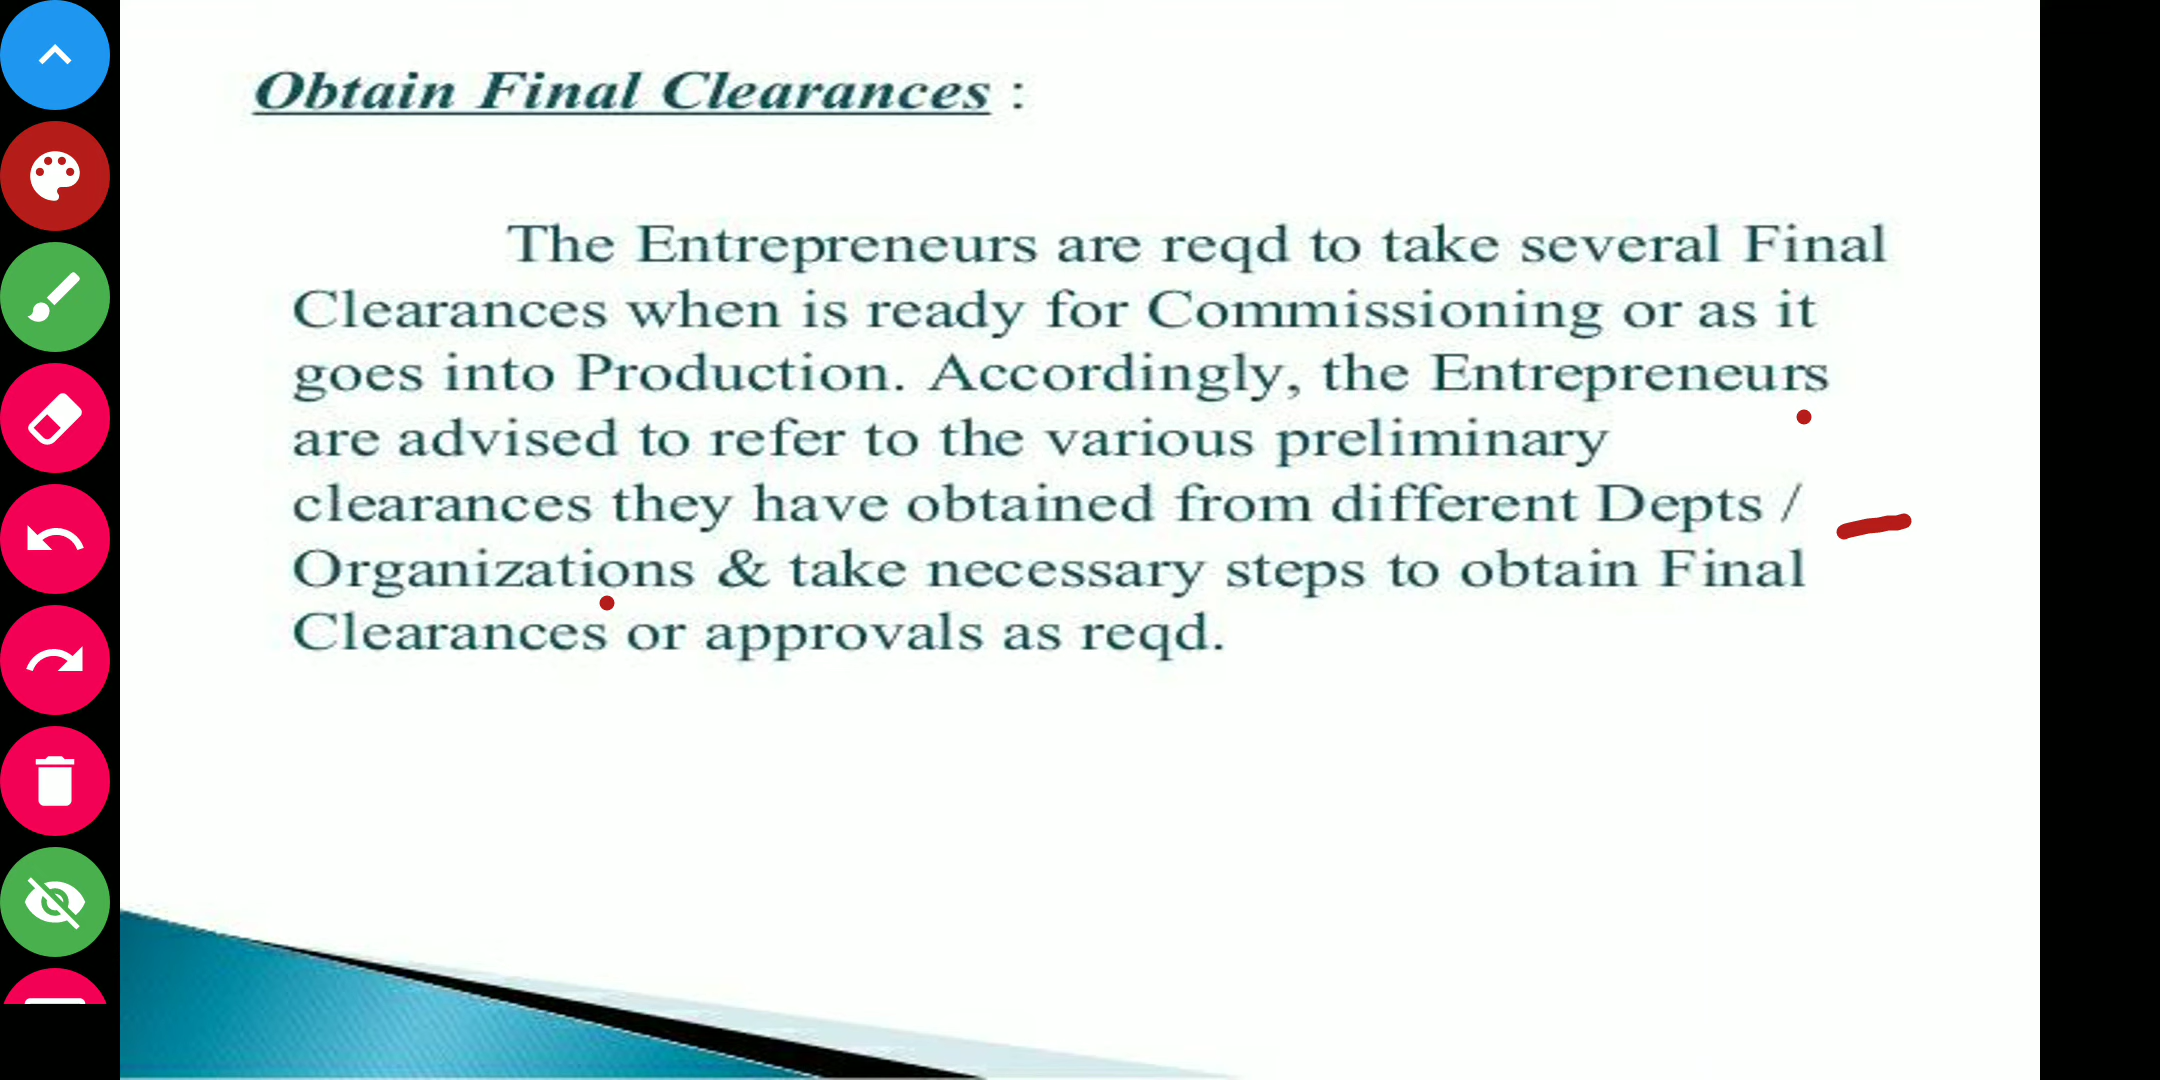 Obtain Final Clearances :
The Entrepreneurs are reqd to take several Final
Clearances when is ready for Commissioning or as it
goes into Production. Accordingly, the Entrepreneurs
are advised to refer to the various preliminary
clearances they have obtained from different Depts /
Organizations & take necessary steps to obtain Final
Clearances or approvals as reqd.